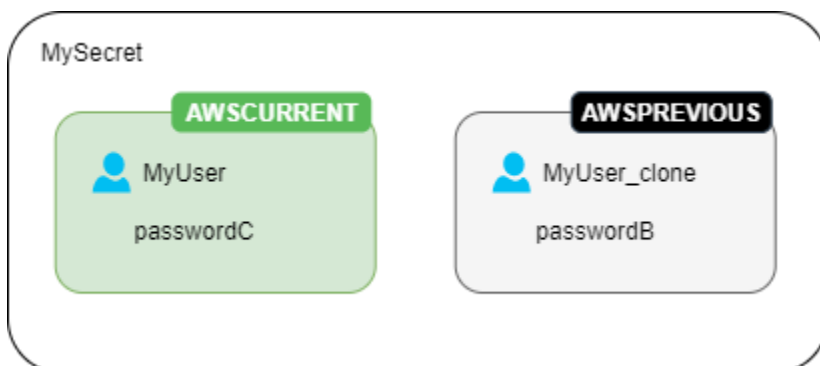 MySecret
AWSCURRENT
MyUser
passwordC
AWSPREVIOUS
MyUser_clone
passwordB